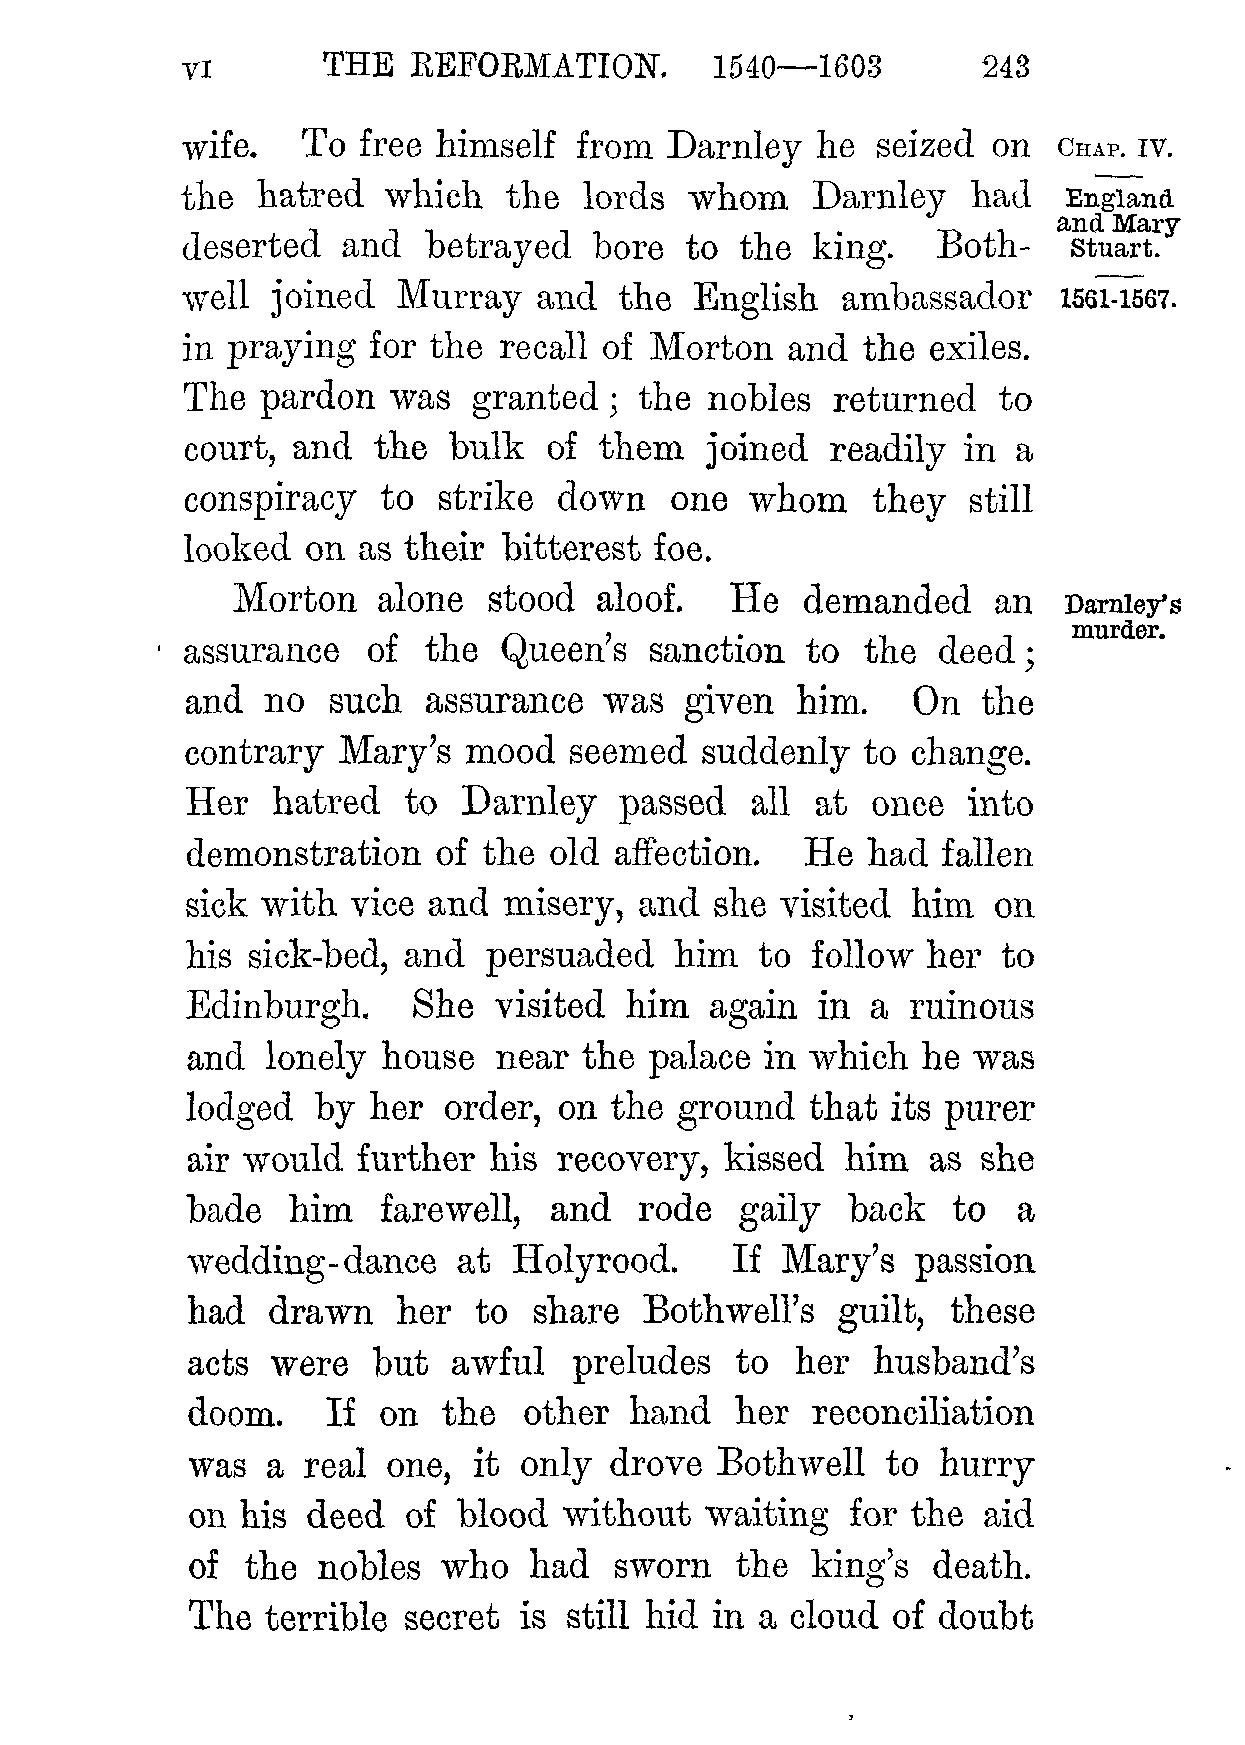 VI THE REFORMATION. 1540—1603 243
wife. To free himself from Darnley he seized on
the hatred which the lords whom Darnley had
deserted and betrayed bore to the king. Both-
well joined Murray and the English ambassador
in praying for the recall of Morton and the exiles.
The pardon was granted; the nobles returned to
court, and the bulk of them joined readily in a
conspiracy to strike down one whom they still
looked on as their bitterest foe.
CHAP. IV.
England
and Mary
Stuart.
1561-1567.
Morton alone stood aloof. He demanded an
assurance of the Queen's sanction to the deed;
and no such assurance was given him. On the
contrary Mary's mood seemed suddenly to change.
Her hatred to Darnley passed all at once into
demonstration of the old affection. He had fallen
sick with vice and misery, and she visited him on
his sick-bed, and persuaded him to follow her to
Edinburgh. She visited him again in a ruinous
and lonely house near the palace in which he was
lodged by her order, on the ground that its purer
air would further his recovery, kissed him as she
bade him farewell, and rode gaily back to a
wedding-dance at Holyrood. If Mary's passion
had drawn her to share Bothwell's guilt, these
acts were but awful preludes to her husband's
doom. If on the other hand her reconciliation
was a real one, it only drove Bothwell to hurry
on his deed of blood without waiting for the aid
of the nobles who had sworn the king's death.
The terrible secret is still hid in a cloud of doubt
Darnley's
murder.